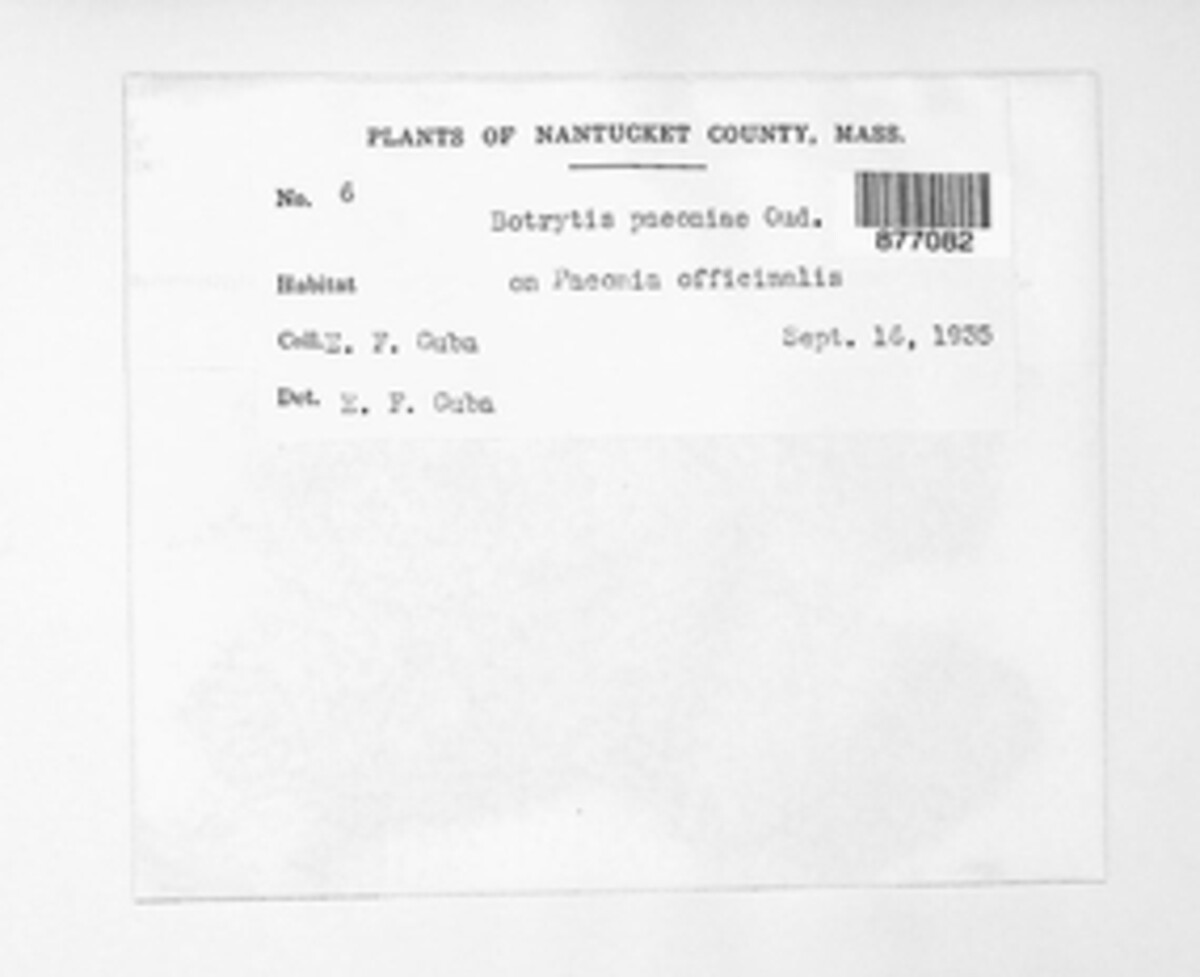 PLANTS OF NANTUCKET COUNTY, MASS.
No. 6
Botrytis paeoniae Oud.
877082
Habitat on Paeonia officinalis
Coll. E. F. Guba Sept. 16, 1935
Det. E. F. Guba